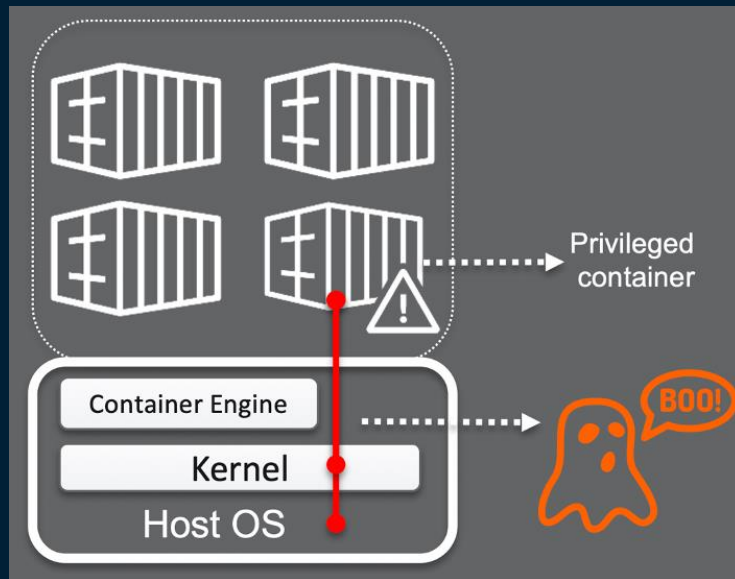 Privileged
container
Container Engine
BOO!
Kernel
Host OS